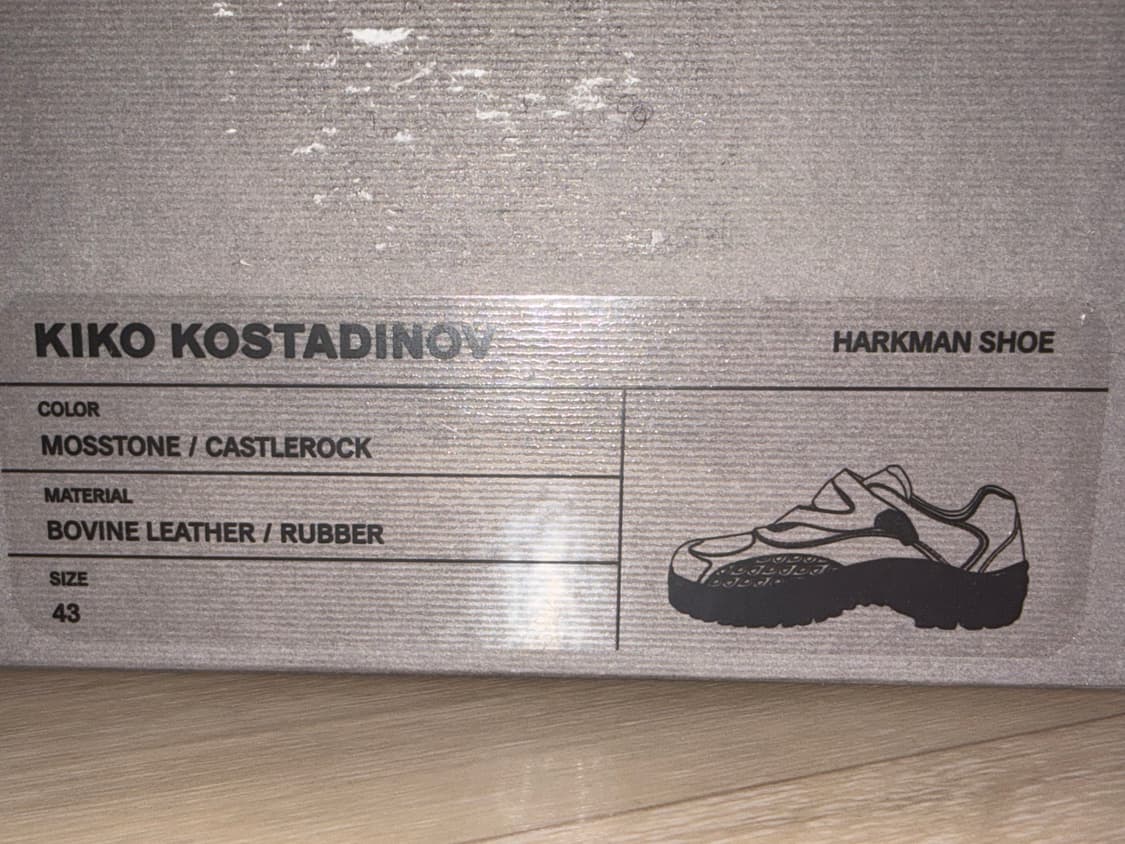 KIKO KOSTADINOV
HARKMAN SHOE
COLOR
MOSSTONE / CASTLEROCK
MATERIAL
BOVINE LEATHER / RUBBER
SIZE
43